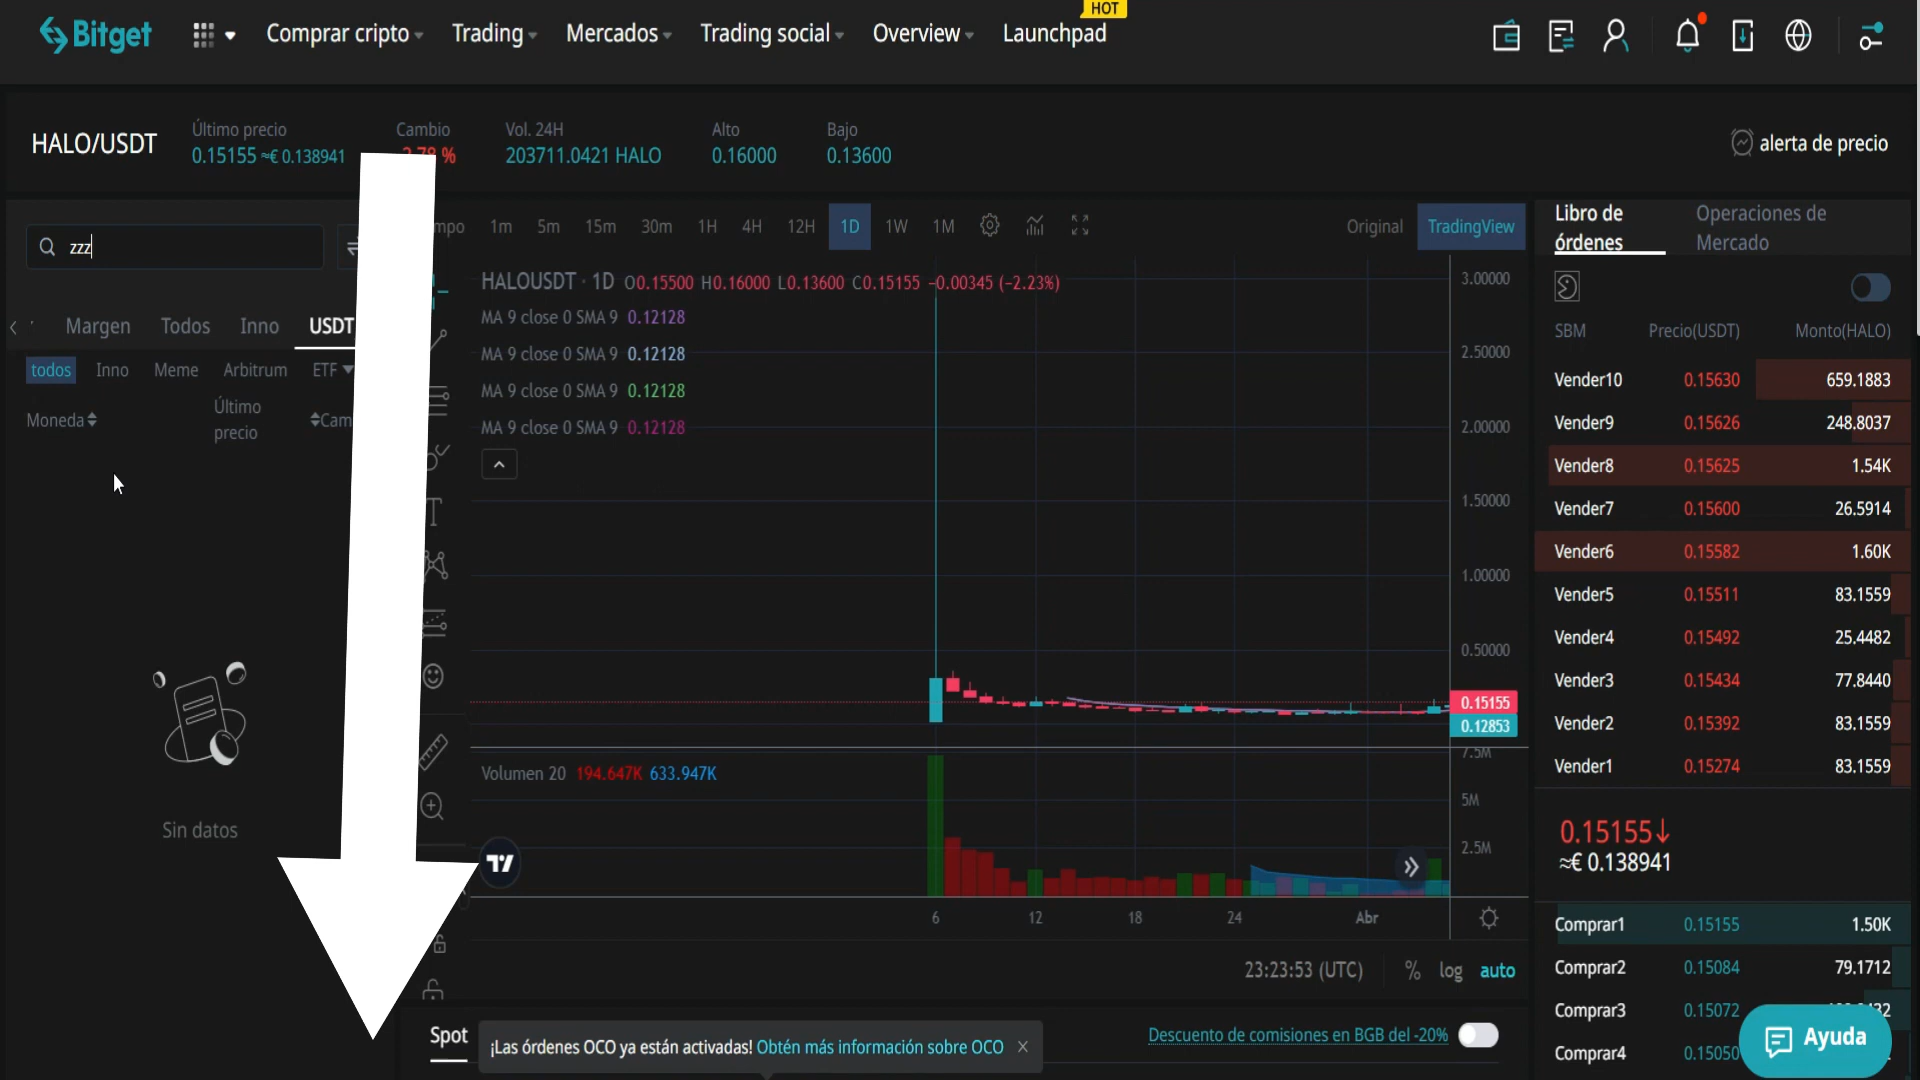 Bitget
Comprar cripto
Trading
Mercados
Trading social
Overview
Launchpad
HOT
HALO/USDT
Último precio
0.15155 ≈€ 0.138941
Cambio
-2.78 %
Vol. 24H
203711.0421 HALO
Alto
0.16000
Bajo
0.13600
alerta de precio
zzz
Margen
Todos
Inno
USDT
todos
Inno
Meme
Arbitrum
ETF
Moneda
Último
precio
Cam
Sin datos
mpo
1m
5m
15m
30m
1H
4H
12H
1D
1W
1M
Original
TradingView
HALOUSDT · 1D O0.15500 H0.16000 L0.13600 C0.15155 −0.00345 (−2.23%)
MA 9 close 0 SMA 9 0.12128
MA 9 close 0 SMA 9 0.12128
MA 9 close 0 SMA 9 0.12128
MA 9 close 0 SMA 9 0.12128
3.00000
2.50000
2.00000
1.50000
1.00000
0.50000
0.15155
0.12853
Volumen 20 194.647K 633.947K
7.5M
5M
2.5M
6
12
18
24
Abr
23:23:53 (UTC)
%
log
auto
Spot
¡Las órdenes OCO ya están activadas! Obtén más información sobre OCO
Descuento de comisiones en BGB del -20%
Libro de
órdenes
Operaciones de
Mercado
SBM
Precio(USDT)
Monto(HALO)
Vender10 0.15630 659.1883
Vender9 0.15626 248.8037
Vender8 0.15625 1.54K
Vender7 0.15600 26.5914
Vender6 0.15582 1.60K
Vender5 0.15511 83.1559
Vender4 0.15492 25.4482
Vender3 0.15434 77.8440
Vender2 0.15392 83.1559
Vender1 0.15274 83.1559
0.15155↓
≈€ 0.138941
Comprar1 0.15155 1.50K
Comprar2 0.15084 79.1712
Comprar3 0.15072
Comprar4 0.15050
Ayuda